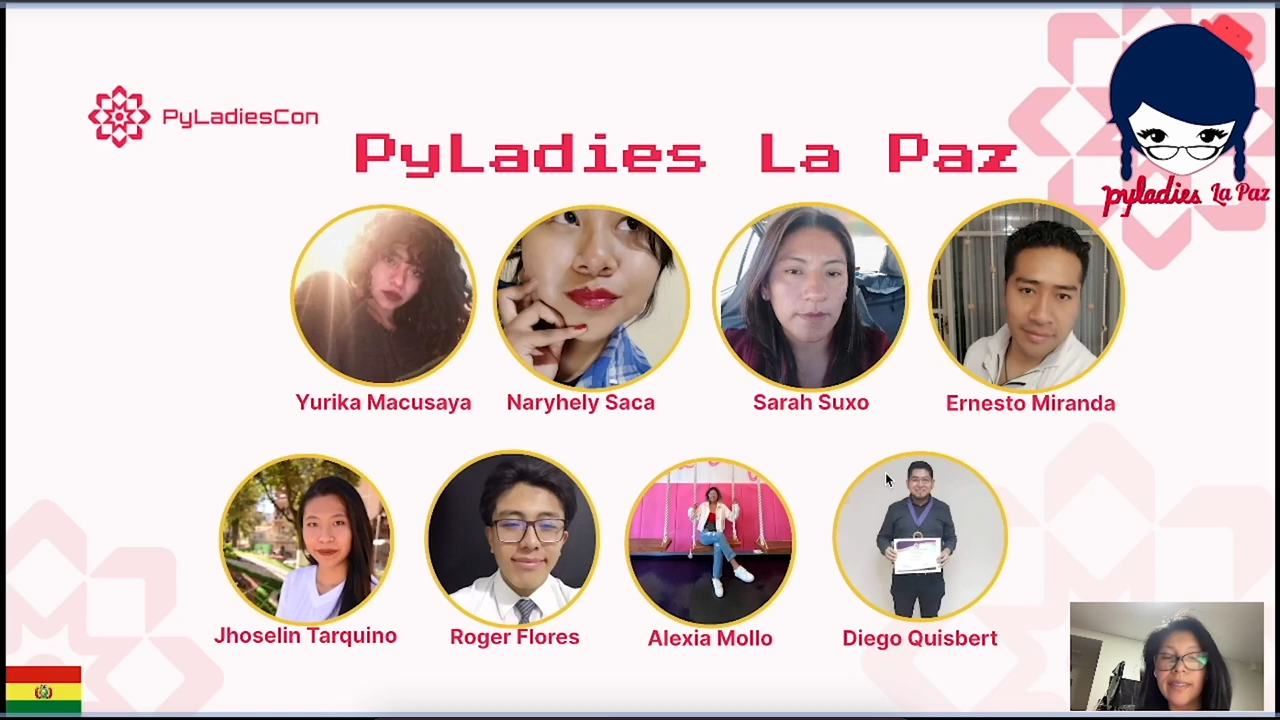 PyLadiesCon
PyLadies La Paz
pyladies La Paz
Yurika Macusaya
Naryhely Saca
Sarah Suxo
Ernesto Miranda
Jhoselin Tarquino
Roger Flores
Alexia Mollo
Diego Quisbert